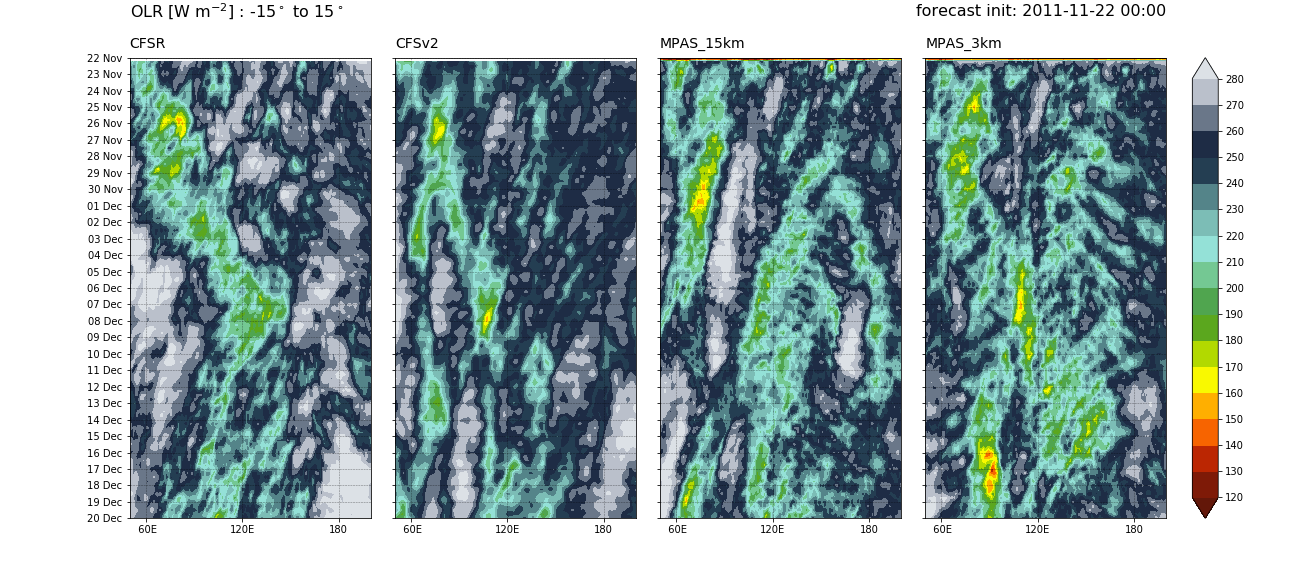 OLR [W m⁻²] : -15° to 15°
forecast init: 2011-11-22 00:00
CFSR
CFSv2
MPAS_15km
MPAS_3km
22 Nov
23 Nov
24 Nov
25 Nov
26 Nov
27 Nov
28 Nov
29 Nov
30 Nov
01 Dec
02 Dec
03 Dec
04 Dec
05 Dec
06 Dec
07 Dec
08 Dec
09 Dec
10 Dec
11 Dec
12 Dec
13 Dec
14 Dec
15 Dec
16 Dec
17 Dec
18 Dec
19 Dec
20 Dec
60E 120E 180
60E 120E 180
60E 120E 180
60E 120E 180
280
270
260
250
240
230
220
210
200
190
180
170
160
150
140
130
120